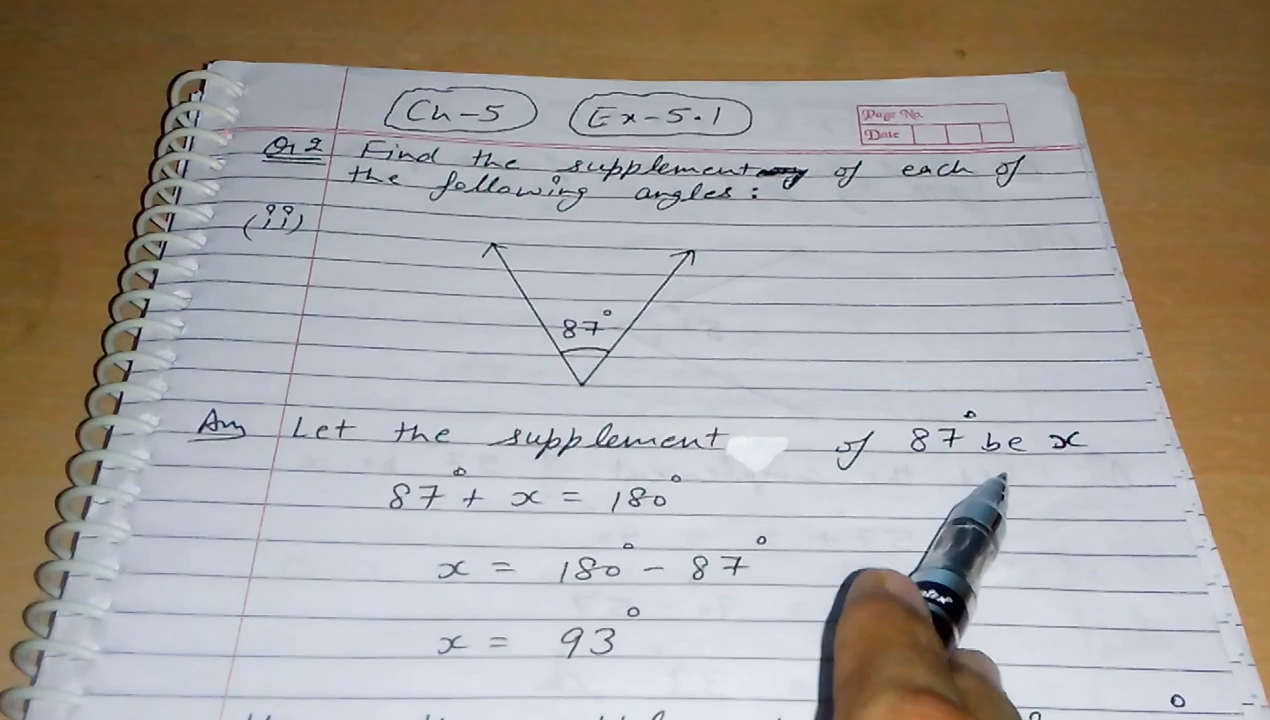 Ch-5 Ex-5.1
Page No.
Date
Q.2 Find the supplement of each of
the following angles:
(ii)
87°
Ans Let the supplement of 87° be x
87° + x = 180°
x = 180° - 87°
x = 93°